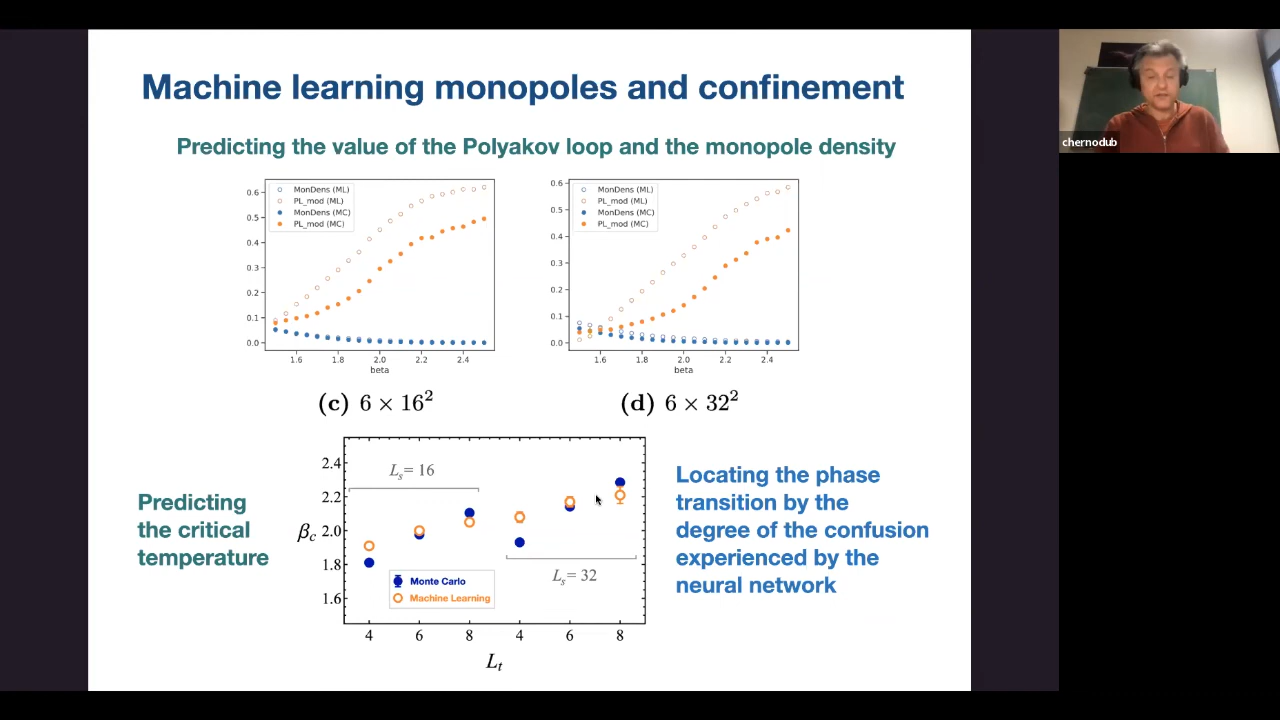 Machine learning monopoles and confinement
chernodub
Predicting the value of the Polyakov loop and the monopole density
MonDens (ML)
PL_mod (ML)
MonDens (MC)
PL_mod (MC)
0.6
0.5
0.4
0.3
0.2
0.1
0.0
1.6 1.8 2.0 2.2 2.4
beta
MonDens (ML)
PL_mod (ML)
MonDens (MC)
PL_mod (MC)
0.6
0.5
0.4
0.3
0.2
0.1
0.0
1.6 1.8 2.0 2.2 2.4
beta
(c) 6 × 16²
(d) 6 × 32²
Predicting
the critical
temperature
βc
2.4
2.2
2.0
1.8
1.6
Ls= 16
Ls= 32
Monte Carlo
Machine Learning
4 6 8 4 6 8
Lt
Locating the phase
transition by the
degree of the confusion
experienced by the
neural network